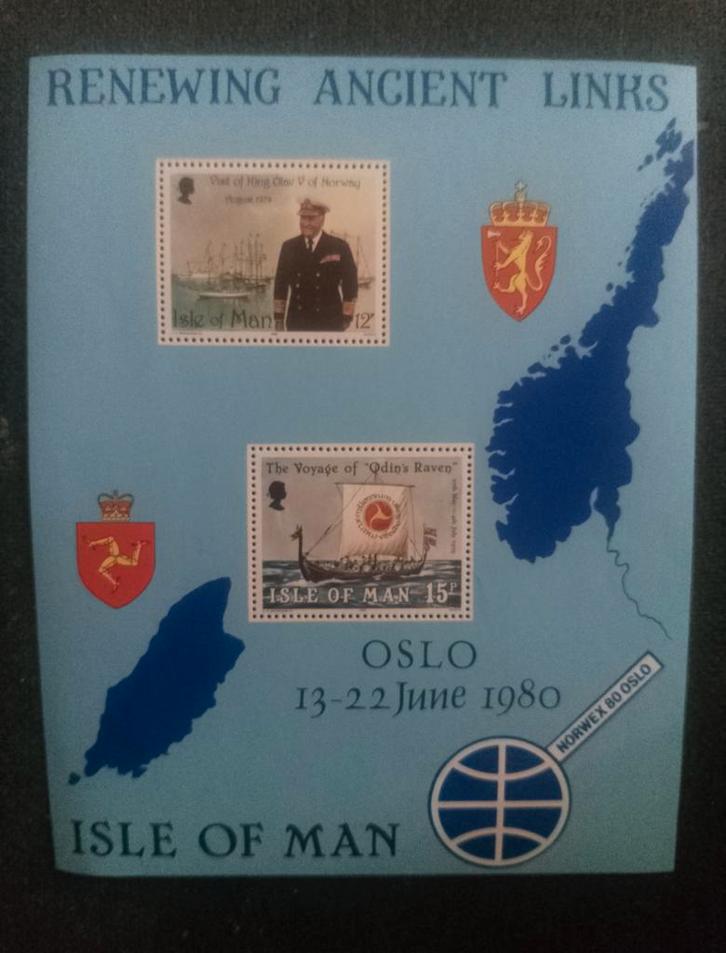 RENEWING ANCIENT LINKS
Visit of King Olav V of Norway
August 1979
Isle of Man 12P
The Voyage of "Odin's Raven"
ISLE OF MAN 15P
OSLO
13-22 June 1980
NORWEX 80 OSLO
ISLE OF MAN